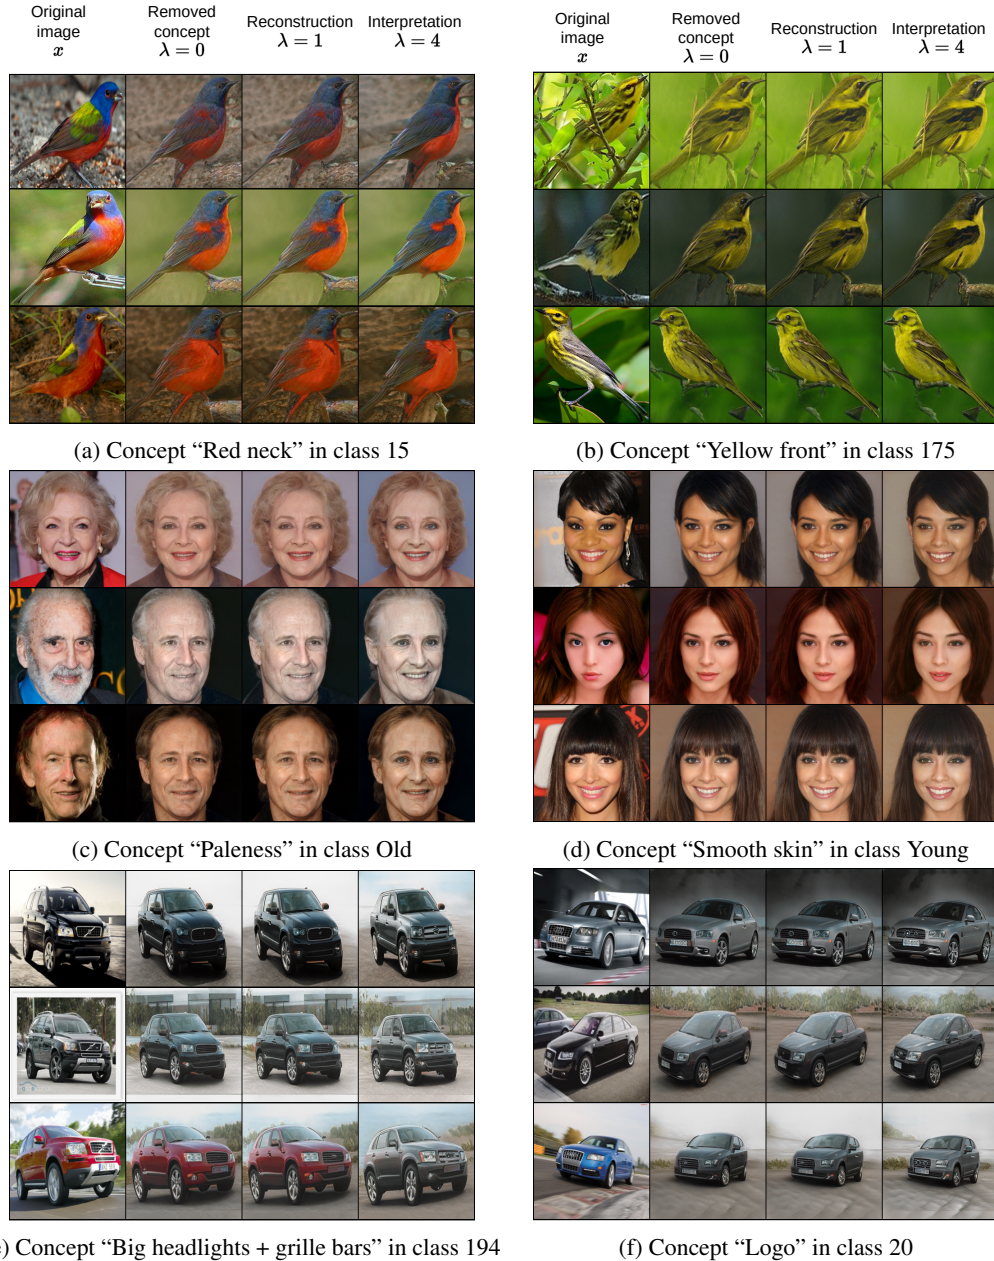 Original
image
x
Removed
concept
λ = 0
Reconstruction
λ = 1
Interpretation
λ = 4
Original
image
x
Removed
concept
λ = 0
Reconstruction
λ = 1
Interpretation
λ = 4
(a) Concept “Red neck” in class 15
(b) Concept “Yellow front” in class 175
(c) Concept “Paleness” in class Old
(d) Concept “Smooth skin” in class Young
) Concept “Big headlights + grille bars” in class 194
(f) Concept “Logo” in class 20